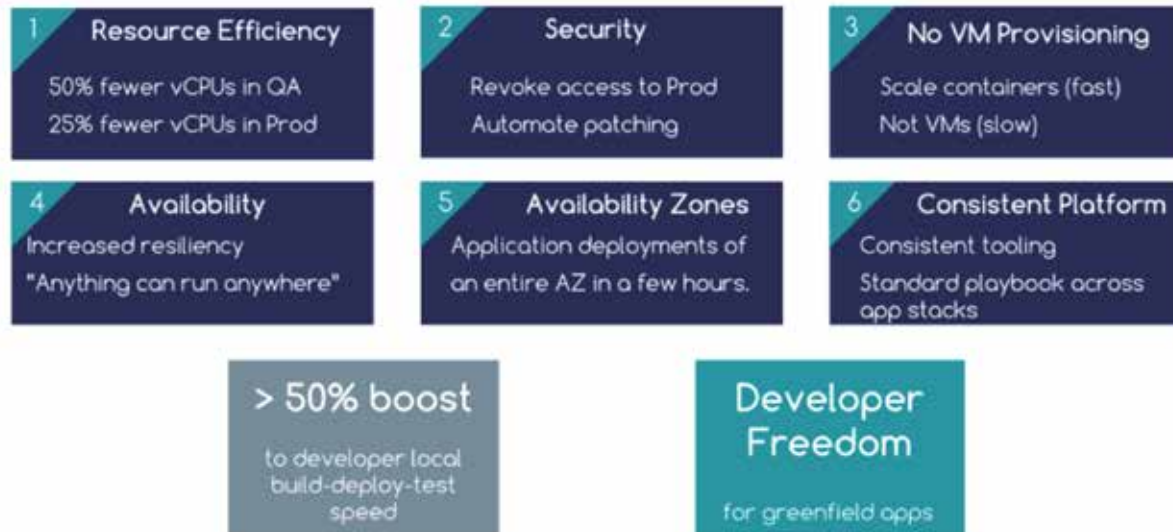 1 Resource Efficiency
50% fewer vCPUs in QA
25% fewer vCPUs in Prod
2 Security
Revoke access to Prod
Automate patching
3 No VM Provisioning
Scale containers (fast)
Not VMs (slow)
4 Availability
Increased resiliency
"Anything can run anywhere"
5 Availability Zones
Application deployments of
an entire AZ in a few hours.
6 Consistent Platform
Consistent tooling
Standard playbook across
app stacks
> 50% boost
to developer local
build-deploy-test
speed
Developer
Freedom
for greenfield apps